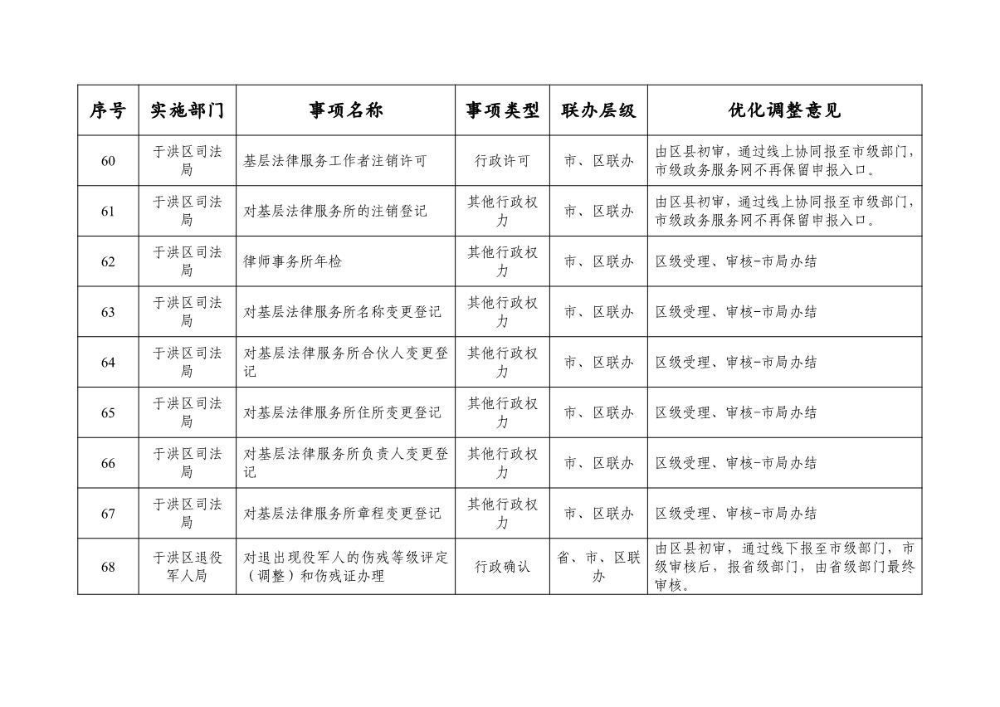 序号 实施部门 事项名称 事项类型 联办层级 优化调整意见
60 于洪区司法局 基层法律服务工作者注销许可 行政许可 市、区联办 由区县初审，通过线上协同报至市级部门，市级政务服务网不再保留申报入口。
61 于洪区司法局 对基层法律服务所的注销登记 其他行政权力 市、区联办 由区县初审，通过线上协同报至市级部门，市级政务服务网不再保留申报入口。
62 于洪区司法局 律师事务所年检 其他行政权力 市、区联办 区级受理、审核-市局办结
63 于洪区司法局 对基层法律服务所名称变更登记 其他行政权力 市、区联办 区级受理、审核-市局办结
64 于洪区司法局 对基层法律服务所合伙人变更登记 其他行政权力 市、区联办 区级受理、审核-市局办结
65 于洪区司法局 对基层法律服务所住所变更登记 其他行政权力 市、区联办 区级受理、审核-市局办结
66 于洪区司法局 对基层法律服务所负责人变更登记 其他行政权力 市、区联办 区级受理、审核-市局办结
67 于洪区司法局 对基层法律服务所章程变更登记 其他行政权力 市、区联办 区级受理、审核-市局办结
68 于洪区退役军人局 对退出现役军人的伤残等级评定（调整）和伤残证办理 行政确认 省、市、区联办 由区县初审，通过线下报至市级部门，市级审核后，报省级部门，由省级部门最终审核。